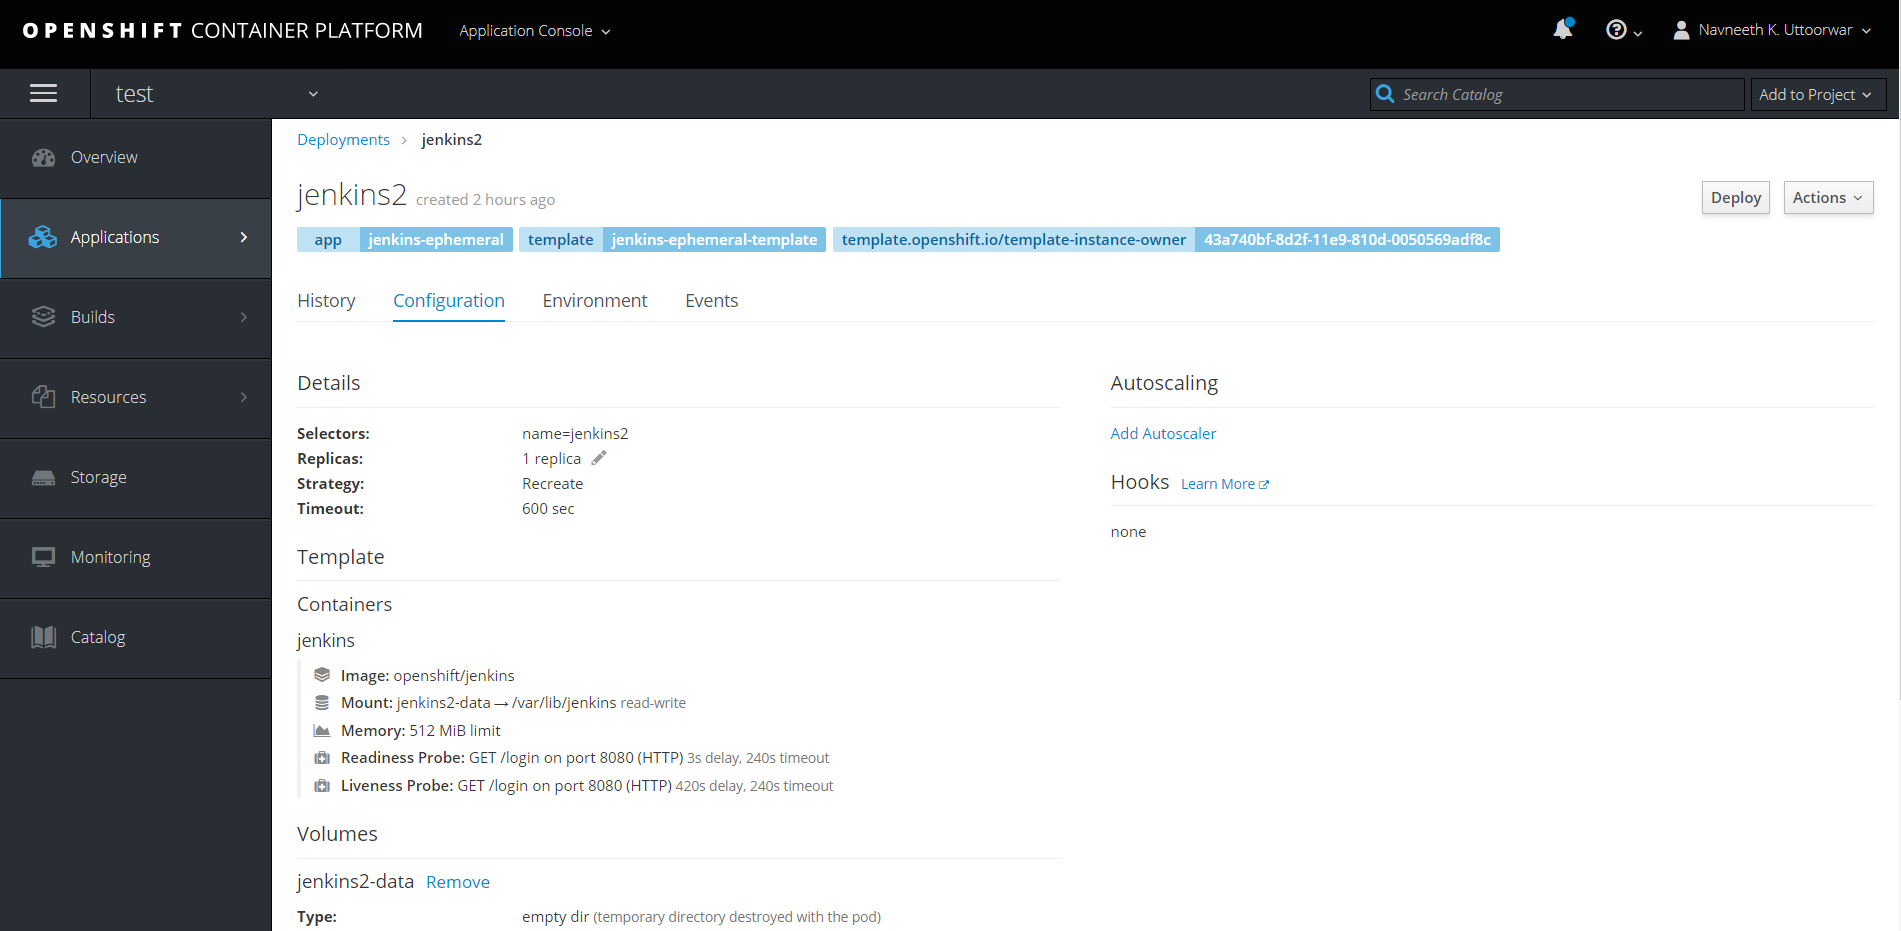 OPENSHIFT CONTAINER PLATFORM Application Console Navneeth K. Uttoorwar
test Search Catalog Add to Project
Overview
Applications
Builds
Resources
Storage
Monitoring
Catalog
Deployments > jenkins2
jenkins2 created 2 hours ago Deploy Actions
app jenkins-ephemeral template jenkins-ephemeral-template template.openshift.io/template-instance-owner 43a740bf-8d2f-11e9-810d-0050569adf8c
History Configuration Environment Events
Details
Selectors: name=jenkins2
Replicas: 1 replica
Strategy: Recreate
Timeout: 600 sec
Template
Containers
jenkins
Image: openshift/jenkins
Mount: jenkins2-data → /var/lib/jenkins read-write
Memory: 512 MiB limit
Readiness Probe: GET /login on port 8080 (HTTP) 3s delay, 240s timeout
Liveness Probe: GET /login on port 8080 (HTTP) 420s delay, 240s timeout
Volumes
jenkins2-data Remove
Type: empty dir (temporary directory destroyed with the pod)
Autoscaling
Add Autoscaler
Hooks Learn More
none